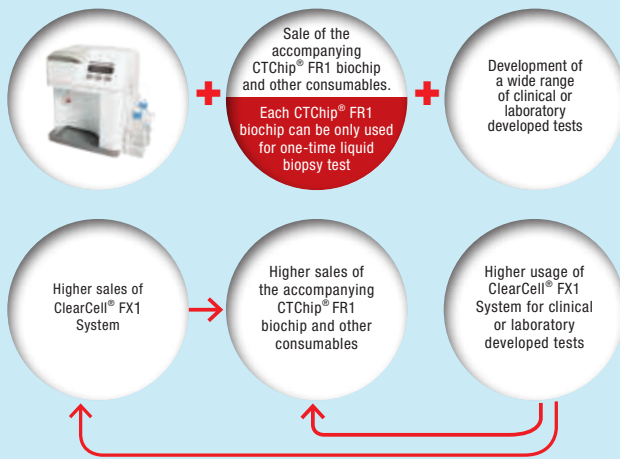 Sale of the
accompanying
CTChip® FR1 biochip
and other consumables.
Each CTChip® FR1
biochip can be only used
for one-time liquid
biopsy test
Development of
a wide range
of clinical or
laboratory
developed tests
Higher sales of
ClearCell® FX1
System
Higher sales of
the accompanying
CTChip® FR1
biochip and other
consumables
Higher usage of
ClearCell® FX1
System for clinical
or laboratory
developed tests